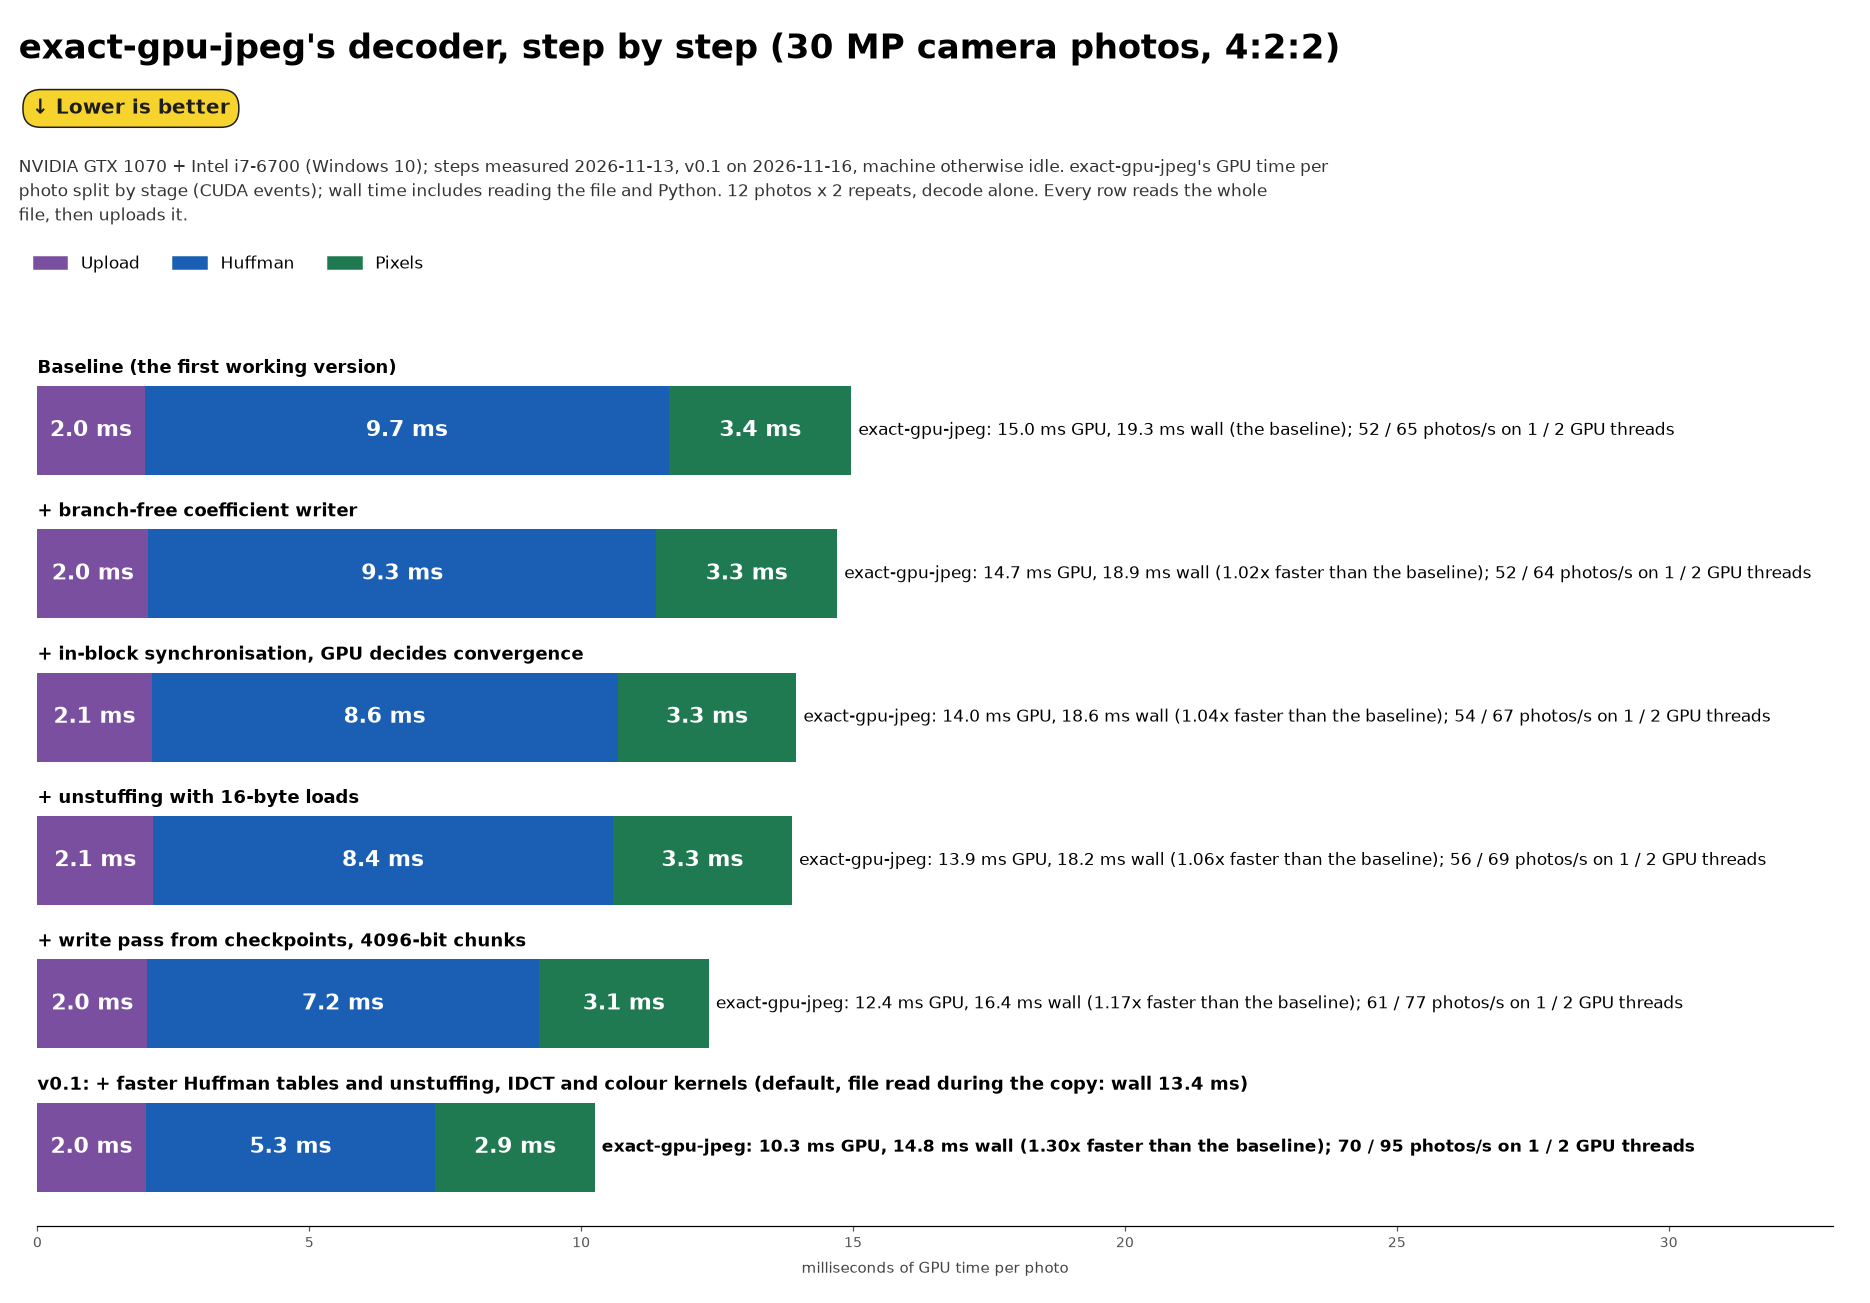 exact-gpu-jpeg's decoder, step by step (30 MP camera photos, 4:2:2)
↓ Lower is better
NVIDIA GTX 1070 + Intel i7-6700 (Windows 10); steps measured 2026-11-13, v0.1 on 2026-11-16, machine otherwise idle. exact-gpu-jpeg's GPU time per
photo split by stage (CUDA events); wall time includes reading the file and Python. 12 photos x 2 repeats, decode alone. Every row reads the whole
file, then uploads it.
Upload Huffman Pixels
Baseline (the first working version)
2.0 ms 9.7 ms 3.4 ms exact-gpu-jpeg: 15.0 ms GPU, 19.3 ms wall (the baseline); 52 / 65 photos/s on 1 / 2 GPU threads
+ branch-free coefficient writer
2.0 ms 9.3 ms 3.3 ms exact-gpu-jpeg: 14.7 ms GPU, 18.9 ms wall (1.02x faster than the baseline); 52 / 64 photos/s on 1 / 2 GPU threads
+ in-block synchronisation, GPU decides convergence
2.1 ms 8.6 ms 3.3 ms exact-gpu-jpeg: 14.0 ms GPU, 18.6 ms wall (1.04x faster than the baseline); 54 / 67 photos/s on 1 / 2 GPU threads
+ unstuffing with 16-byte loads
2.1 ms 8.4 ms 3.3 ms exact-gpu-jpeg: 13.9 ms GPU, 18.2 ms wall (1.06x faster than the baseline); 56 / 69 photos/s on 1 / 2 GPU threads
+ write pass from checkpoints, 4096-bit chunks
2.0 ms 7.2 ms 3.1 ms exact-gpu-jpeg: 12.4 ms GPU, 16.4 ms wall (1.17x faster than the baseline); 61 / 77 photos/s on 1 / 2 GPU threads
v0.1: + faster Huffman tables and unstuffing, IDCT and colour kernels (default, file read during the copy: wall 13.4 ms)
2.0 ms 5.3 ms 2.9 ms exact-gpu-jpeg: 10.3 ms GPU, 14.8 ms wall (1.30x faster than the baseline); 70 / 95 photos/s on 1 / 2 GPU threads
0 5 10 15 20 25 30
milliseconds of GPU time per photo